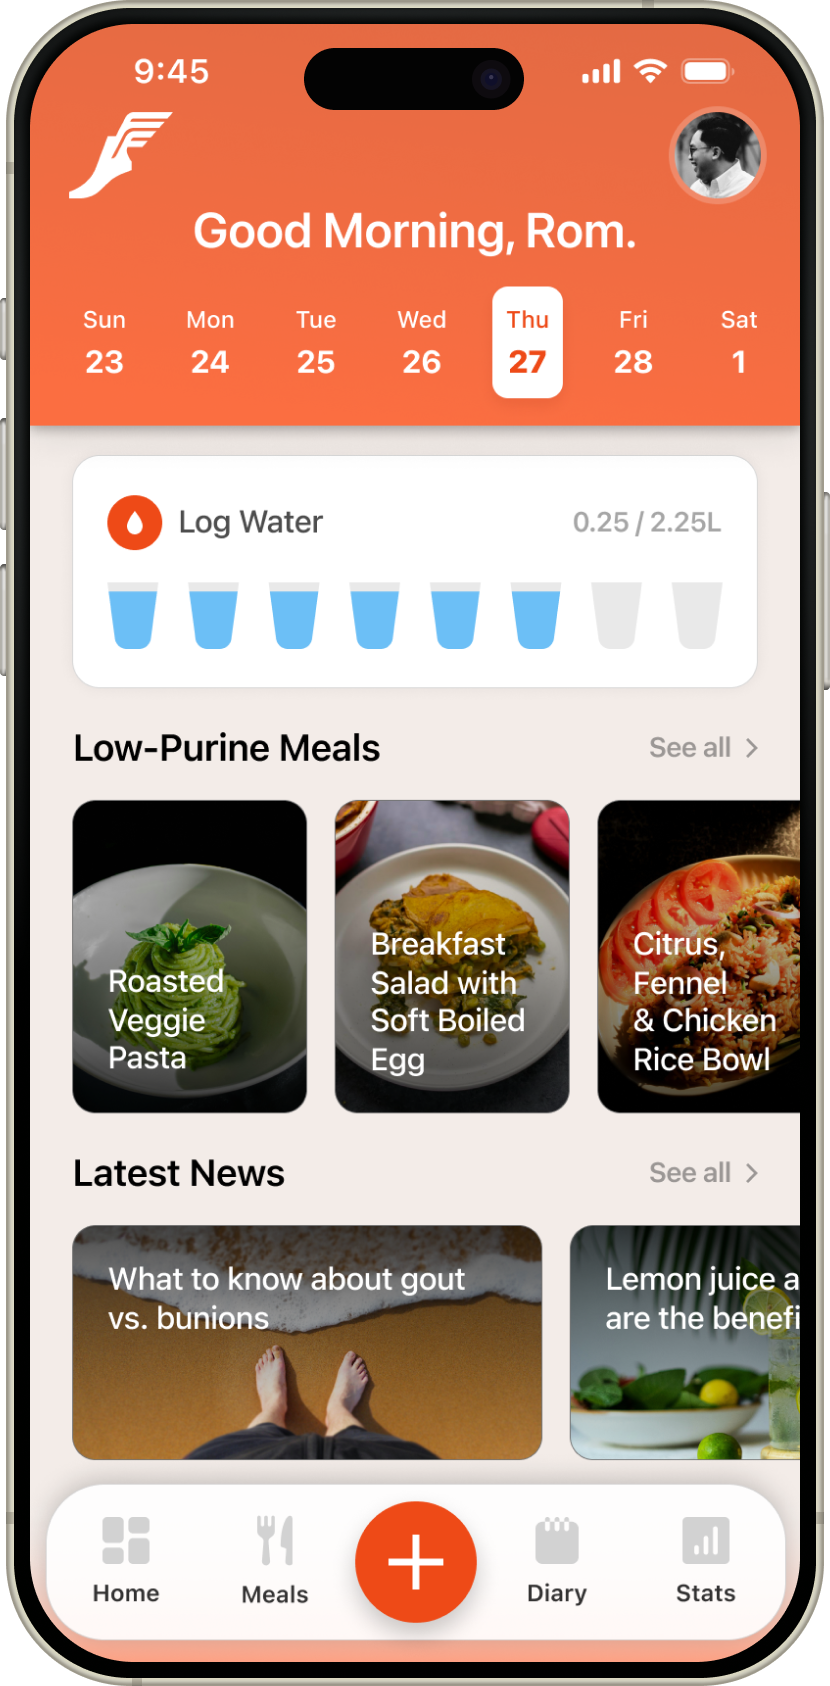 9:45
Good Morning, Rom.
Sun Mon Tue Wed Thu Fri Sat
23 24 25 26 27 28 1
Log Water 0.25 / 2.25L
Low-Purine Meals See all
Roasted
Veggie
Pasta
Breakfast
Salad with
Soft Boiled
Egg
Citrus,
Fennel
& Chicken
Rice Bowl
Latest News See all
What to know about gout
vs. bunions
Lemon juice a
are the benefi
Home Meals Diary Stats